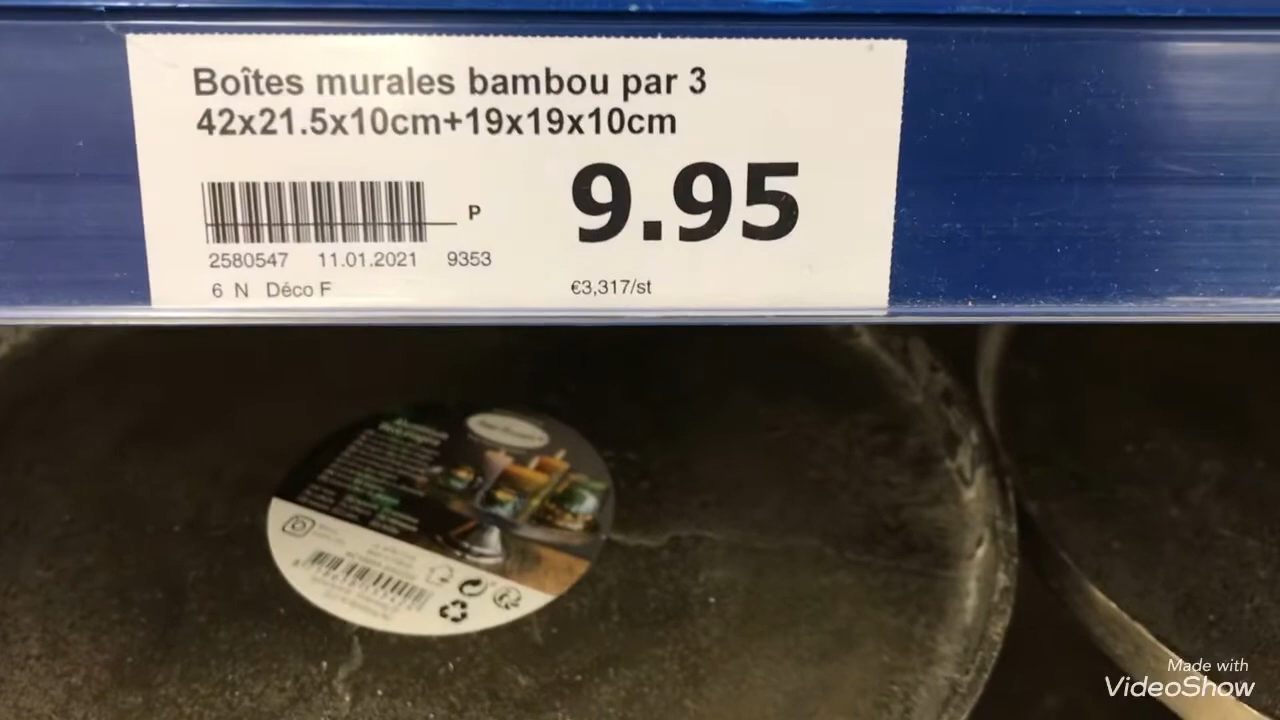 Boîtes murales bambou par 3
42x21.5x10cm+19x19x10cm
P
9.95
2580547 11.01.2021 9353
6 N Déco F
€3,317/st
Made with
VideoShow